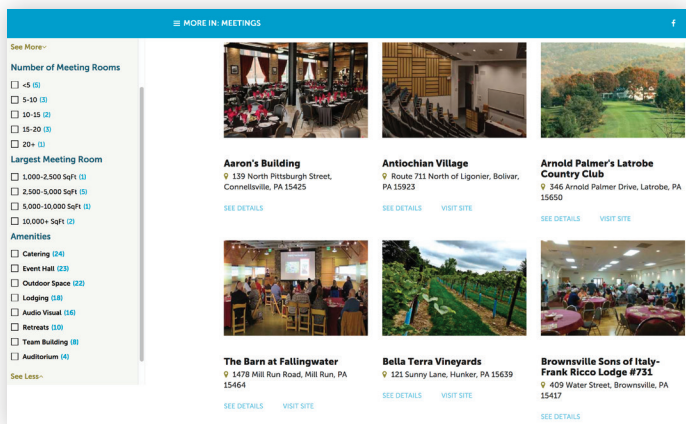 ≡ MORE IN: MEETINGS
f
See More
Number of Meeting Rooms
<5 (5)
5-10 (3)
10-15 (2)
15-20 (3)
20+ (1)
Largest Meeting Room
1,000-2,500 SqFt (1)
2,500-5,000 SqFt (5)
5,000-10,000 SqFt (1)
10,000+ SqFt (2)
Amenities
Catering (24)
Event Hall (23)
Outdoor Space (22)
Lodging (18)
Audio Visual (16)
Retreats (10)
Team Building (8)
Auditorium (4)
See Less
Aaron's Building
139 North Pittsburgh Street,
Connellsville, PA 15425
SEE DETAILS
Antiochian Village
Route 711 North of Ligonier, Bolivar,
PA 15923
SEE DETAILS VISIT SITE
Arnold Palmer's Latrobe
Country Club
346 Arnold Palmer Drive, Latrobe, PA
15650
SEE DETAILS VISIT SITE
The Barn at Fallingwater
1478 Mill Run Road, Mill Run, PA
15464
SEE DETAILS VISIT SITE
Bella Terra Vineyards
121 Sunny Lane, Hunker, PA 15639
SEE DETAILS VISIT SITE
Brownsville Sons of Italy-
Frank Ricco Lodge #731
409 Water Street, Brownsville, PA
15417
SEE DETAILS